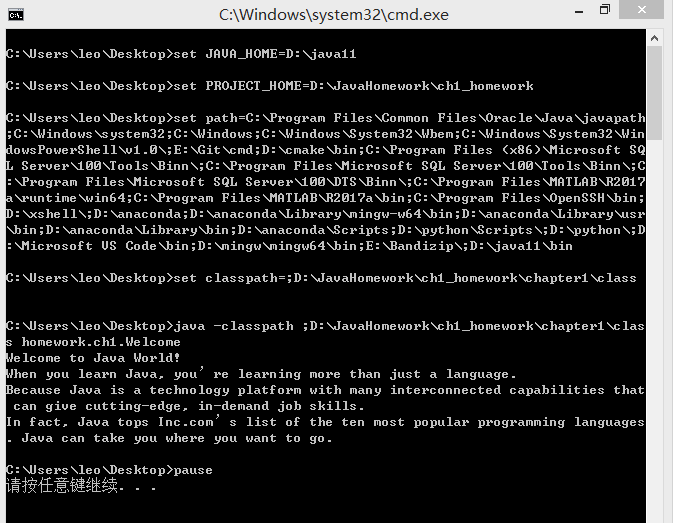 C:\Windows\system32\cmd.exe
C:\Users\leo\Desktop>set JAVA_HOME=D:\java11
C:\Users\leo\Desktop>set PROJECT_HOME=D:\JavaHomework\ch1_homework
C:\Users\leo\Desktop>set path=C:\Program Files\Common Files\Oracle\Java\javapath
;C:\Windows\system32;C:\Windows;C:\Windows\System32\Wbem;C:\Windows\System32\Win
dowsPowerShell\v1.0\;E:\Git\cmd;D:\cmake\bin;C:\Program Files (x86)\Microsoft SQ
L Server\100\Tools\Binn\;C:\Program Files\Microsoft SQL Server\100\Tools\Binn\;C
:\Program Files\Microsoft SQL Server\100\DTS\Binn\;C:\Program Files\MATLAB\R2017
a\runtime\win64;C:\Program Files\MATLAB\R2017a\bin;C:\Program Files\OpenSSH\bin;
D:\xshell\;D:\anaconda;D:\anaconda\Library\mingw-w64\bin;D:\anaconda\Library\usr
\bin;D:\anaconda\Library\bin;D:\anaconda\Scripts;D:\python\Scripts\;D:\python\;D
:\Microsoft VS Code\bin;D:\mingw\mingw64\bin;E:\Bandizip\;D:\java11\bin
C:\Users\leo\Desktop>set classpath=;D:\JavaHomework\ch1_homework\chapter1\class
C:\Users\leo\Desktop>java -classpath ;D:\JavaHomework\ch1_homework\chapter1\clas
s homework.ch1.Welcome
Welcome to Java World!
When you learn Java, you’re learning more than just a language.
Because Java is a technology platform with many interconnected capabilities that
 can give cutting-edge, in-demand job skills.
In fact, Java tops Inc.com’s list of the ten most popular programming languages
. Java can take you where you want to go.
C:\Users\leo\Desktop>pause
请按任意键继续. . .